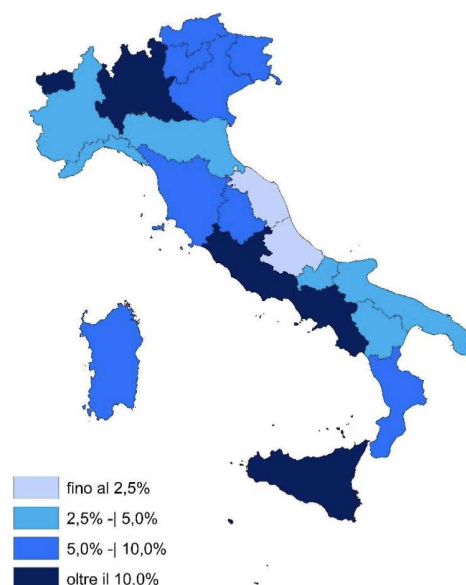 fino al 2,5%
2,5% -| 5,0%
5,0% -| 10,0%
oltre il 10,0%